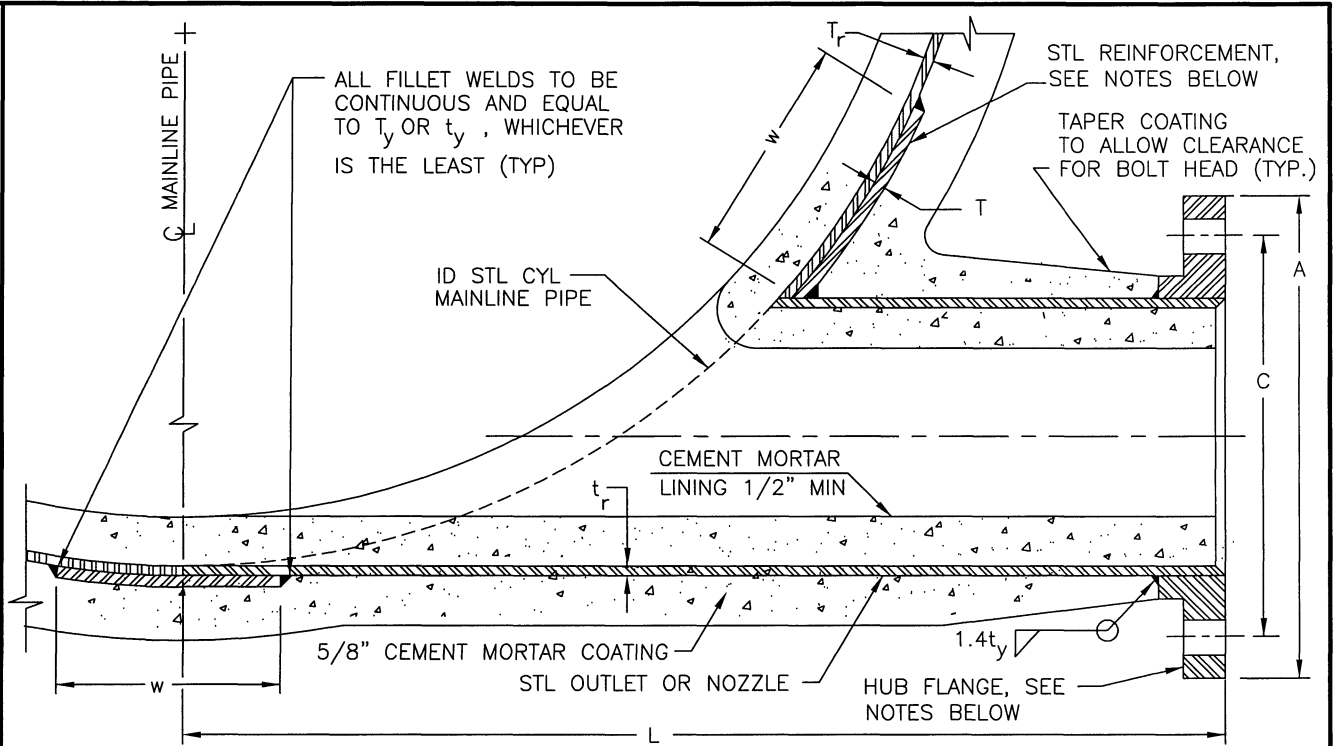 ℄ MAINLINE PIPE
ALL FILLET WELDS TO BE
CONTINUOUS AND EQUAL
TO Ty OR ty , WHICHEVER
IS THE LEAST (TYP)
Tr
STL REINFORCEMENT,
SEE NOTES BELOW
TAPER COATING
TO ALLOW CLEARANCE
FOR BOLT HEAD (TYP.)
w
T
A
ID STL CYL
MAINLINE PIPE
C
CEMENT MORTAR
LINING 1/2" MIN
tr
5/8" CEMENT MORTAR COATING
1.4ty
STL OUTLET OR NOZZLE
HUB FLANGE, SEE
NOTES BELOW
w
L